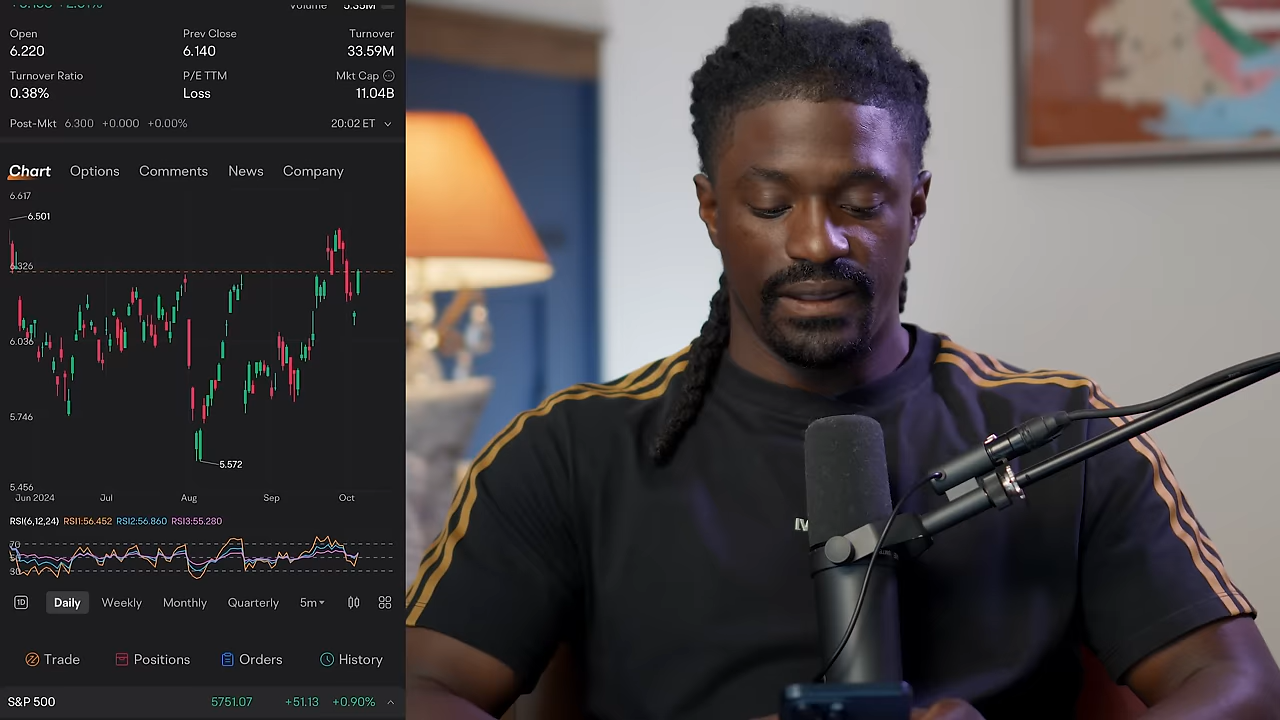 Volume 5.35M
Open Prev Close Turnover
6.220 6.140 33.59M
Turnover Ratio P/E TTM Mkt Cap
0.38% Loss 11.04B
Post-Mkt 6.300 +0.000 +0.00% 20:02 ET
Chart Options Comments News Company
6.617
6.501
6.326
6.036
5.746
5.572
5.456
Jun 2024 Jul Aug Sep Oct
RSI(6,12,24) RSI1:56.452 RSI2:56.860 RSI3:55.280
70
30
1D Daily Weekly Monthly Quarterly 5m
Trade Positions Orders History
S&P 500 5751.07 +51.13 +0.90%